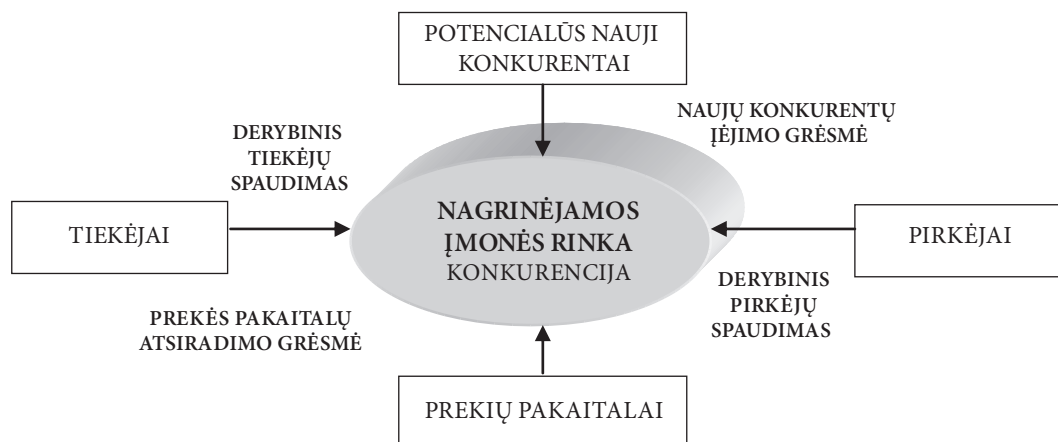 POTENCIALŪS NAUJI
KONKURENTAI
NAUJŲ KONKURENTŲ
ĮĖJIMO GRĖSMĖ
DERYBINIS
TIEKĖJŲ
SPAUDIMAS
TIEKĖJAI
NAGRINĖJAMOS
ĮMONĖS RINKA
KONKURENCIJA
PIRKĖJAI
DERYBINIS
PIRKĖJŲ
SPAUDIMAS
PREKĖS PAKAITALŲ
ATSIRADIMO GRĖSMĖ
PREKIŲ PAKAITALAI